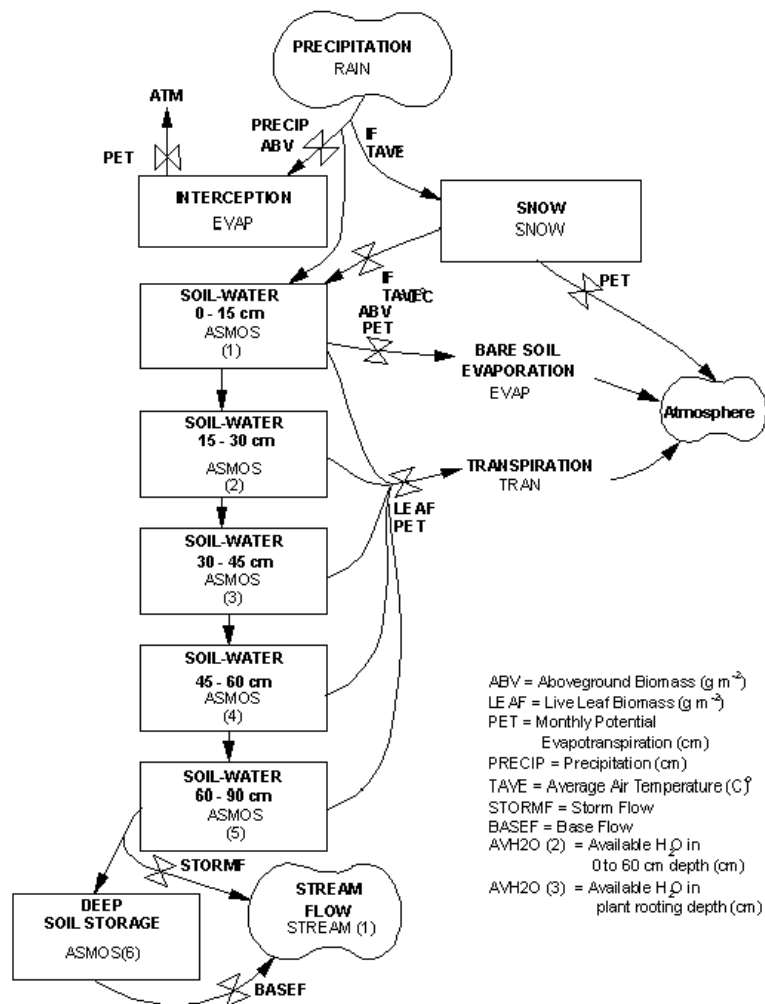 PRECIPITATION
RAIN
ATM
PRECIP
ABV
IF
TAVE
PET
INTERCEPTION
EVAP
SNOW
SNOW
PET
IF
TAVE
ABV
PET
SOIL-WATER
0 - 15 cm
ASMOS
(1)
BARE SOIL
EVAPORATION
EVAP
Atmosphere
SOIL-WATER
15 - 30 cm
ASMOS
(2)
TRANSPIRATION
TRAN
LEAF
PET
SOIL-WATER
30 - 45 cm
ASMOS
(3)
SOIL-WATER
45 - 60 cm
ASMOS
(4)
SOIL-WATER
60 - 90 cm
ASMOS
(5)
STORMF
DEEP
SOIL STORAGE
ASMOS(6)
STREAM
FLOW
STREAM (1)
BASEF
ABV = Aboveground Biomass (g m⁻²)
LEAF = Live Leaf Biomass (g m⁻²)
PET = Monthly Potential
Evapotranspiration (cm)
PRECIP = Precipitation (cm)
TAVE = Average Air Temperature (C)°
STORMF = Storm Flow
BASEF = Base Flow
AVH2O (2) = Available H₂O in
0 to 60 cm depth (cm)
AVH2O (3) = Available H₂O in
plant rooting depth (cm)